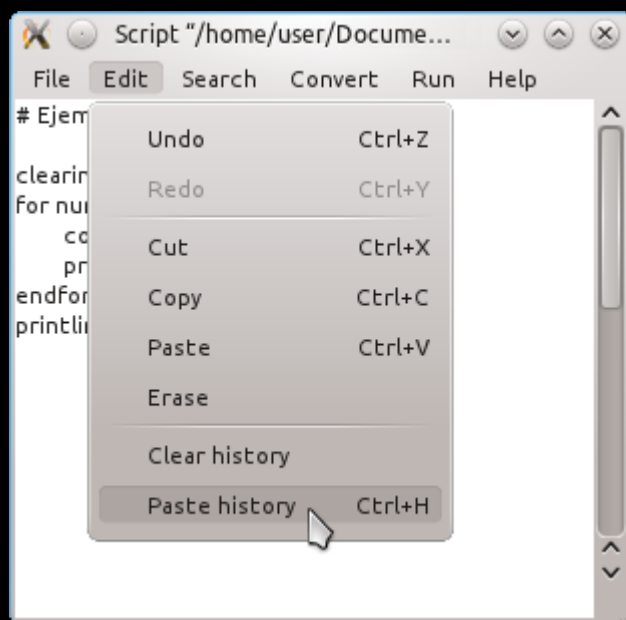 Script “/home/user/Docume...
File Edit Search Convert Run Help
# Ejem
Undo Ctrl+Z
clearin
Redo Ctrl+Y
for nu
co
Cut Ctrl+X
pr
endfor
Copy Ctrl+C
printli
Paste Ctrl+V
Erase
Clear history
Paste history Ctrl+H